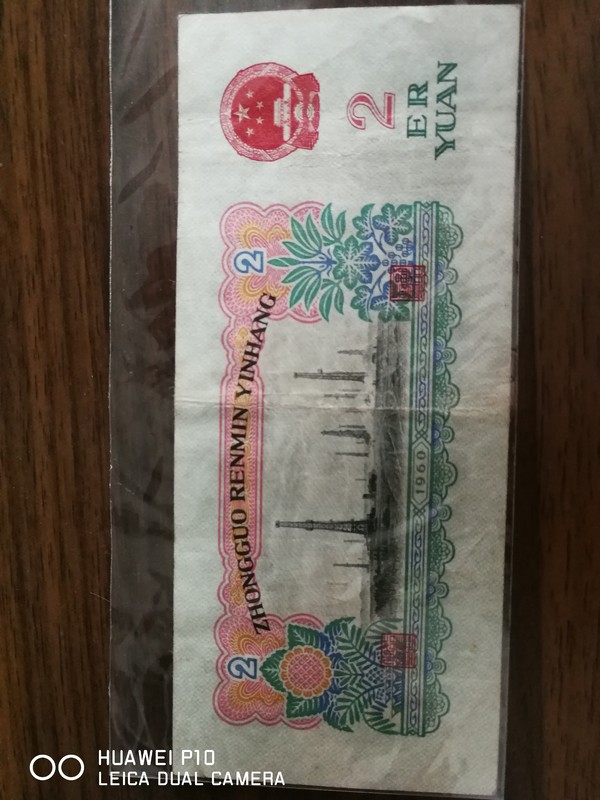 ZHONGGUO RENMIN YINHANG
2
2
1960
2
ER
YUAN
HUAWEI P10
LEICA DUAL CAMERA